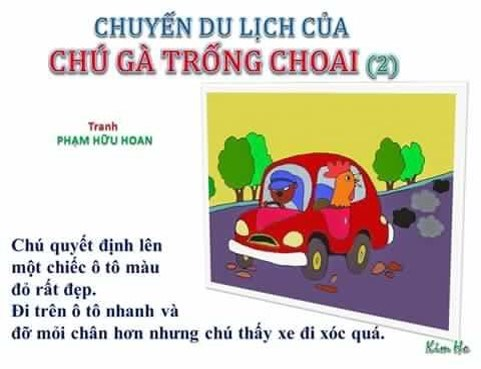 CHUYẾN DU LỊCH CỦA
CHÚ GÀ TRỐNG CHOAI (2)
Tranh
PHẠM HỮU HOAN
Chú quyết định lên
một chiếc ô tô màu
đỏ rất đẹp.
Đi trên ô tô nhanh và
đỡ mỏi chân hơn nhưng chú thấy xe đi xóc quá.
Kim Ho